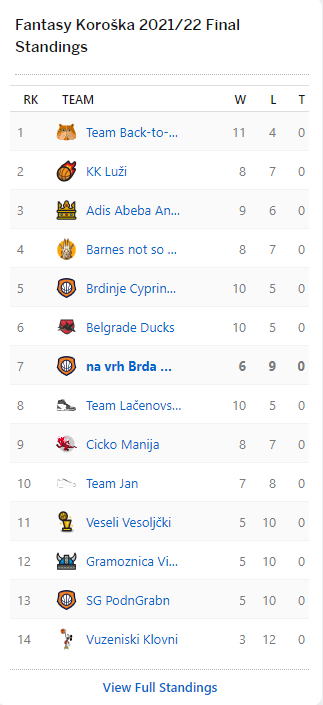 Fantasy Koroška 2021/22 Final
Standings
RK TEAM W L T
1 Team Back-to-... 11 4 0
2 KK Luži 8 7 0
3 Adis Abeba An... 9 6 0
4 Barnes not so ... 8 7 0
5 Brdinje Cyprin... 10 5 0
6 Belgrade Ducks 10 5 0
7 na vrh Brda ... 6 9 0
8 Team Lačenovs... 10 5 0
9 Cicko Manija 8 7 0
10 Team Jan 7 8 0
11 Veseli Vesoljčki 5 10 0
12 Gramoznica Vi... 5 10 0
13 SG PodnGrabn 5 10 0
14 Vuzeniski Klovni 3 12 0
View Full Standings